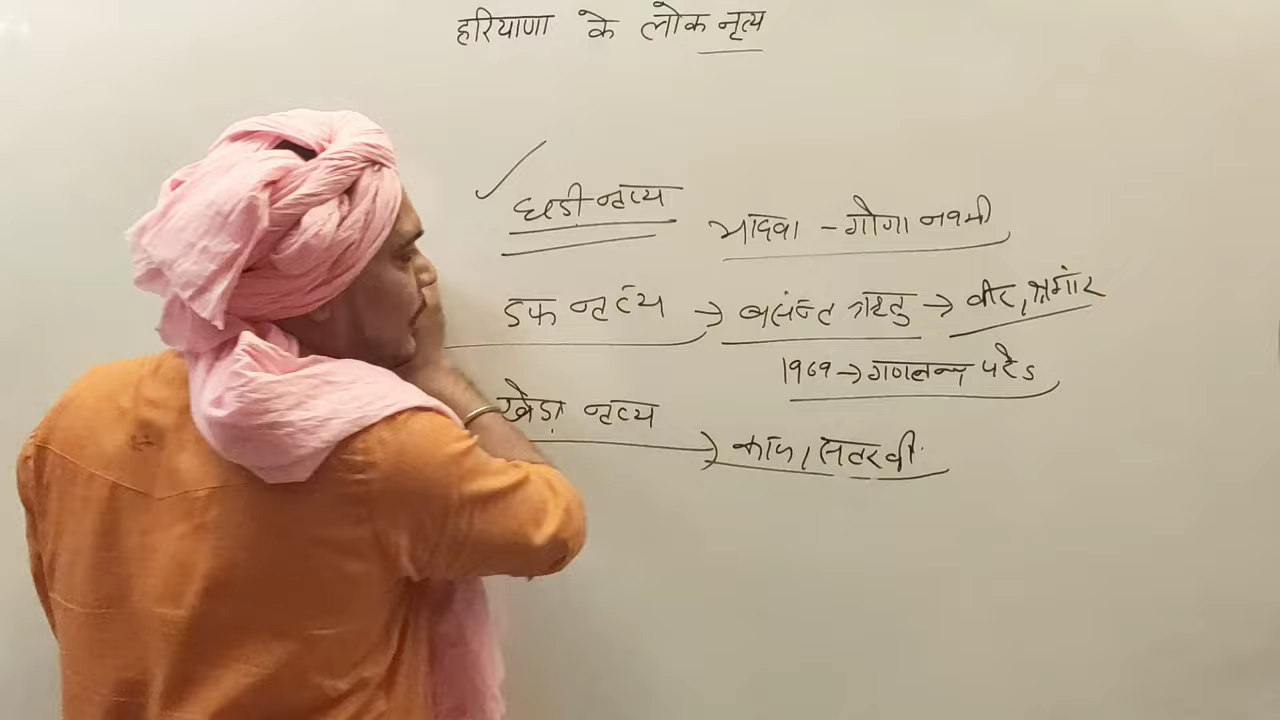 हरियाणा के लोक नृत्य
छडी नृत्य
भादवा - गोगा नवमी
डफ नृत्य → बसंन्त ऋतु → वीर, श्रृगांर
1969 → गणतन्त्र परेड
खेडा नृत्य → काज, सतरवी